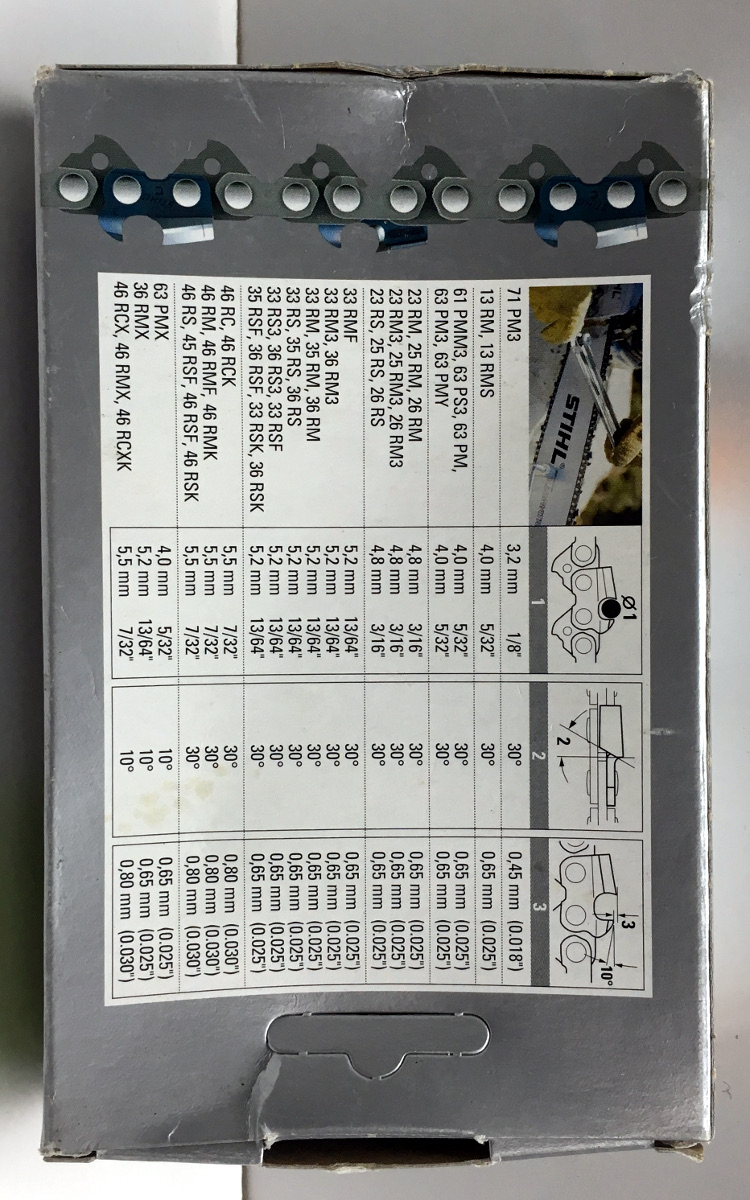 STIHL
Ø 1
2
3
10°
1 2 3
71 PM3 3,2 mm 1/8" 30° 0,45 mm (0.018")
13 RM, 13 RMS 4,0 mm 5/32" 30° 0,65 mm (0.025")
61 PMM3, 63 PS3, 63 PM, 4,0 mm 5/32" 30° 0,65 mm (0.025")
63 PM3, 63 PMY 4,0 mm 5/32" 30° 0,65 mm (0.025")
23 RM, 25 RM, 26 RM 4,8 mm 3/16" 30° 0,65 mm (0.025")
23 RM3, 25 RM3, 26 RM3 4,8 mm 3/16" 30° 0,65 mm (0.025")
23 RS, 25 RS, 26 RS 4,8 mm 3/16" 30° 0,65 mm (0.025")
33 RMF 5,2 mm 13/64" 30° 0,65 mm (0.025")
33 RM3, 36 RM3 5,2 mm 13/64" 30° 0,65 mm (0.025")
33 RM, 35 RM, 36 RM 5,2 mm 13/64" 30° 0,65 mm (0.025")
33 RS, 35 RS, 36 RS 5,2 mm 13/64" 30° 0,65 mm (0.025")
33 RS3, 36 RS3, 33 RSF 5,2 mm 13/64" 30° 0,65 mm (0.025")
35 RSF, 36 RSF, 33 RSK, 36 RSK 5,2 mm 13/64" 30° 0,65 mm (0.025")
46 RC, 46 RCK 5,5 mm 7/32" 30° 0,80 mm (0.030")
46 RM, 46 RMF, 46 RMK 5,5 mm 7/32" 30° 0,80 mm (0.030")
46 RS, 45 RSF, 46 RSF, 46 RSK 5,5 mm 7/32" 30° 0,80 mm (0.030")
63 PMX 4,0 mm 5/32" 10° 0,65 mm (0.025")
36 RMX 5,2 mm 13/64" 10° 0,65 mm (0.025")
46 RCX, 46 RMX, 46 RCXK 5,5 mm 7/32" 10° 0,80 mm (0.030")